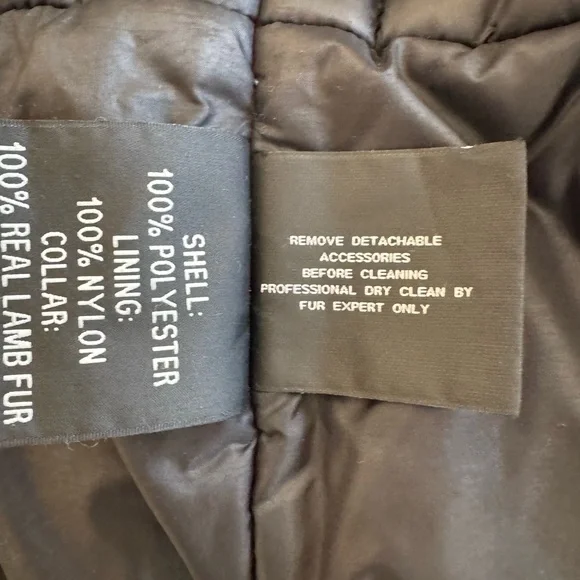 SHELL:
100% POLYESTER
LINING:
100% NYLON
COLLAR:
100% REAL LAMB FUR
REMOVE DETACHABLE
ACCESSORIES
BEFORE CLEANING
PROFESSIONAL DRY CLEAN BY
FUR EXPERT ONLY